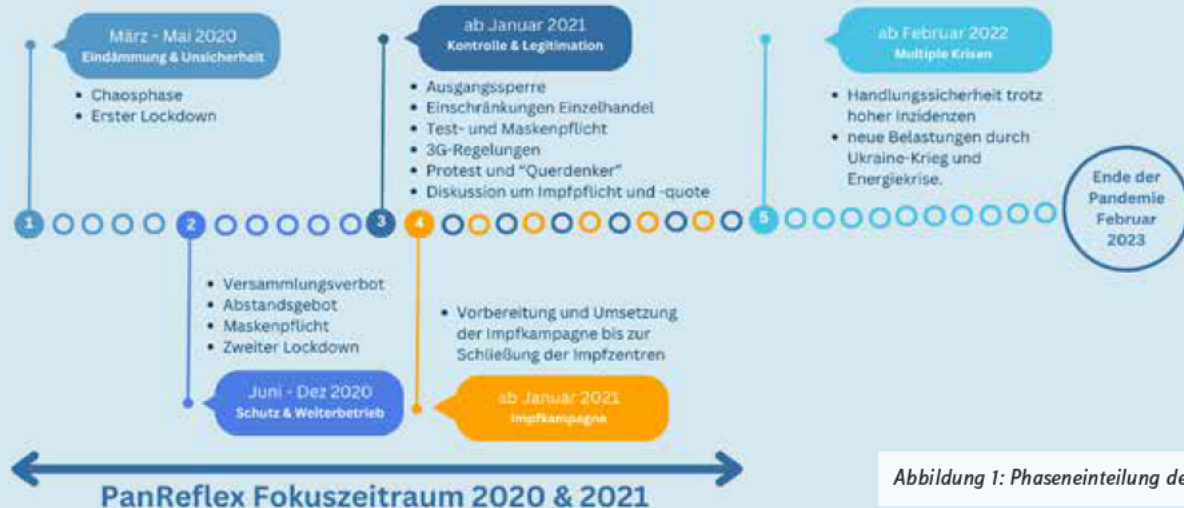 März - Mai 2020
Eindämmung & Unsicherheit
• Chaosphase
• Erster Lockdown
ab Januar 2021
Kontrolle & Legitimation
• Ausgangssperre
• Einschränkungen Einzelhandel
• Test- und Maskenpflicht
• 3G-Regelungen
• Protest und "Querdenker"
• Diskussion um Impfpflicht und -quote
ab Februar 2022
Multiple Krisen
• Handlungssicherheit trotz
hoher Inzidenzen
• neue Belastungen durch
Ukraine-Krieg und
Energiekrise.
1
2
3
4
5
Ende der
Pandemie
Februar
2023
• Versammlungsverbot
• Abstandsgebot
• Maskenpflicht
• Zweiter Lockdown
Juni - Dez 2020
Schutz & Weiterbetrieb
• Vorbereitung und Umsetzung
der Impfkampagne bis zur
Schließung der Impfzentren
ab Januar 2021
Impfkampagne
PanReflex Fokuszeitraum 2020 & 2021
Abbildung 1: Phaseneinteilung de